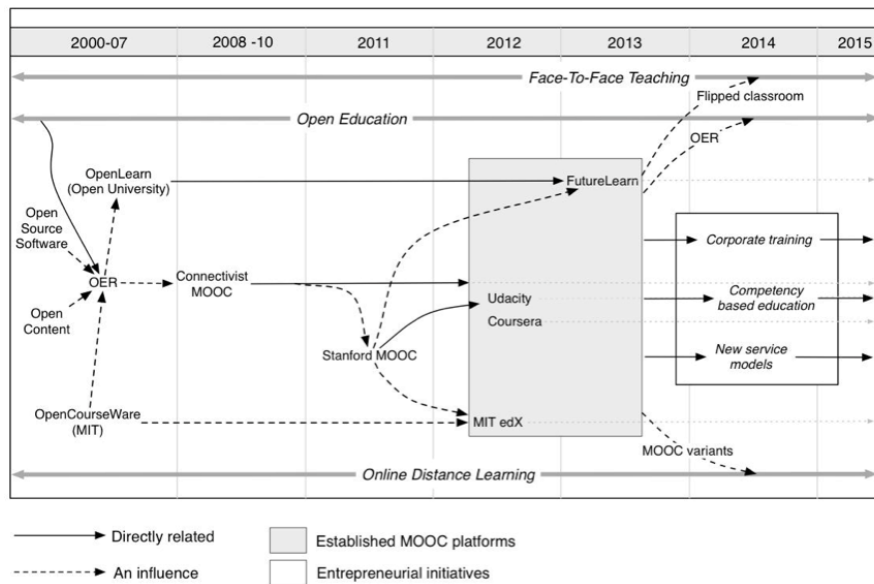 2000-07
2008 -10
2011
2012
2013
2014
2015
Face-To-Face Teaching
Flipped classroom
Open Education
OER
OpenLearn
(Open University)
FutureLearn
Open
Source
Software
Corporate training
OER
Connectivist
MOOC
Udacity
Competency
based education
Open
Content
Coursera
Stanford MOOC
New service
models
OpenCourseWare
(MIT)
MIT edX
MOOC variants
Online Distance Learning
Directly related
Established MOOC platforms
An influence
Entrepreneurial initiatives